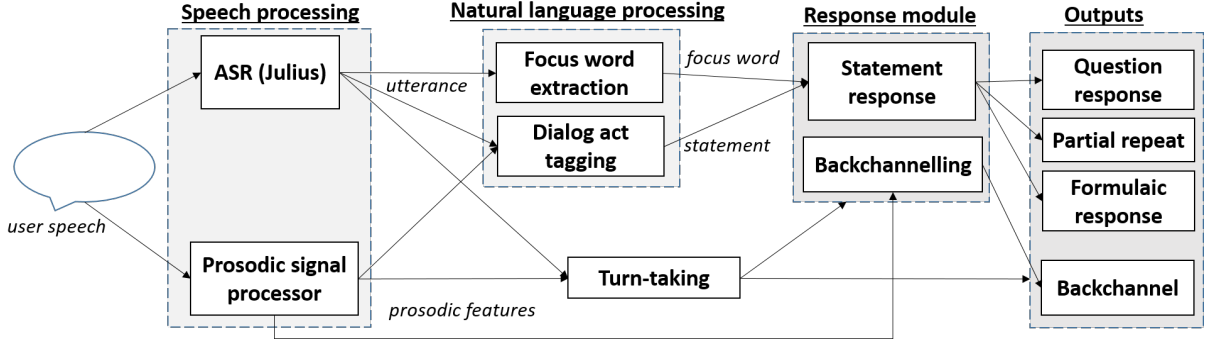 Speech processing
Natural language processing
Response module
Outputs
ASR (Julius)
utterance
Focus word
extraction
focus word
Dialog act
tagging
statement
Statement
response
Backchannelling
Question
response
Partial repeat
Formulaic
response
Backchannel
user speech
Prosodic signal
processor
prosodic features
Turn-taking